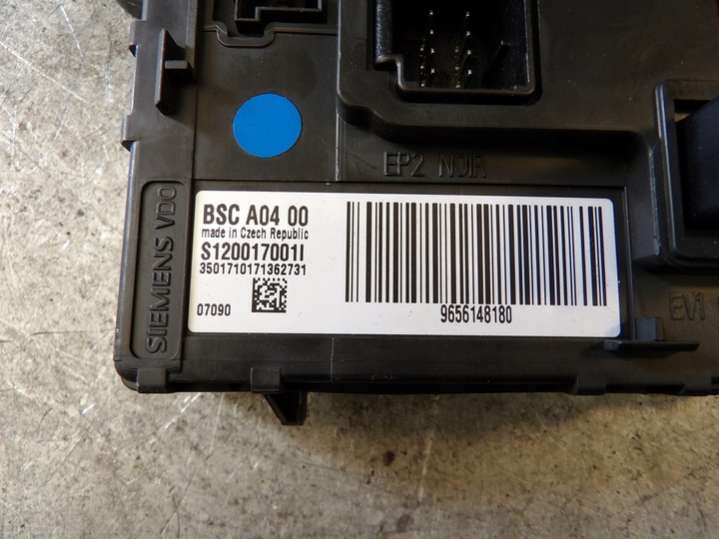 EP2 NOIR
SIEMENS VDO
BSC A04 00
made in Czech Republic
S120017001I
3501710171362731
07090
9656148180
EV1